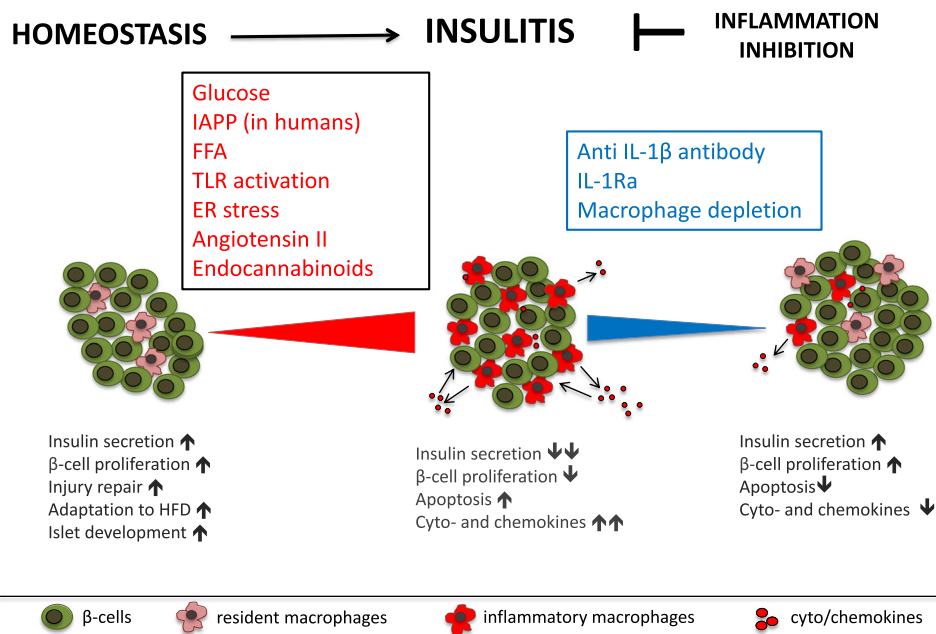 HOMEOSTASIS
INSULITIS
INFLAMMATION
INHIBITION
Glucose
IAPP (in humans)
FFA
TLR activation
ER stress
Angiotensin II
Endocannabinoids
Anti IL-1β antibody
IL-1Ra
Macrophage depletion
Insulin secretion ↑
β-cell proliferation ↑
Injury repair ↑
Adaptation to HFD ↑
Islet development ↑
Insulin secretion ↓↓
β-cell proliferation ↓
Apoptosis ↑
Cyto- and chemokines ↑↑
Insulin secretion ↑
β-cell proliferation ↑
Apoptosis ↓
Cyto- and chemokines ↓
β-cells
resident macrophages
inflammatory macrophages
cyto/chemokines